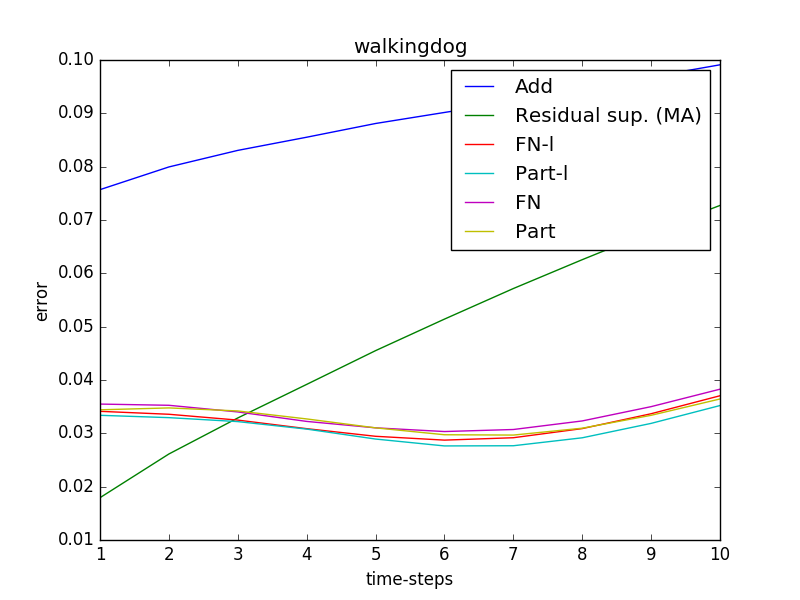 walkingdog
0.10
0.09
0.08
0.07
0.06
0.05
0.04
0.03
0.02
0.01
error
Add
Residual sup. (MA)
FN-l
Part-l
FN
Part
1 2 3 4 5 6 7 8 9 10
time-steps